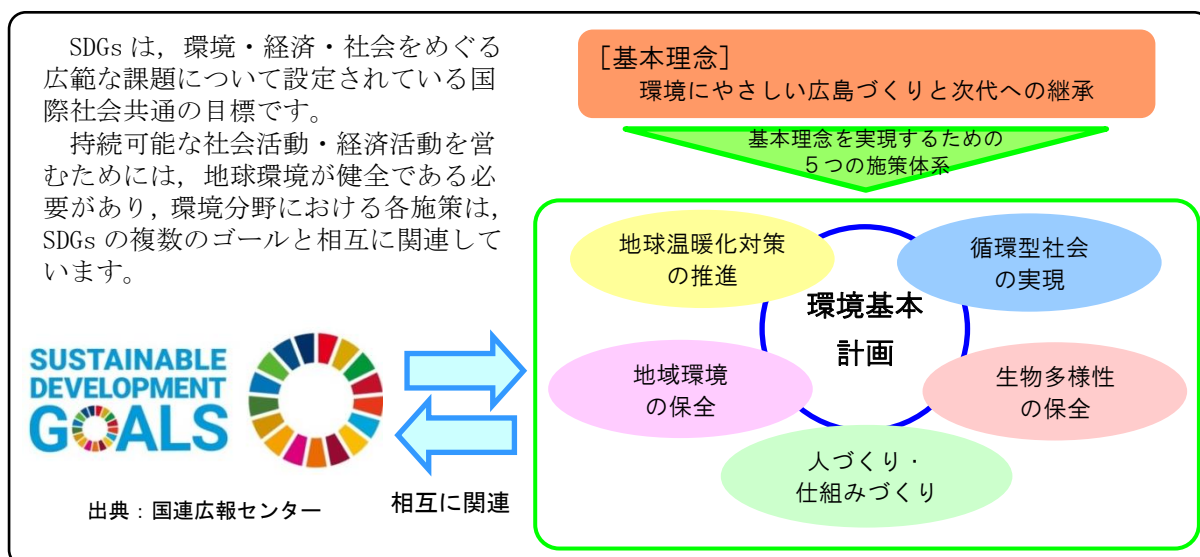 SDGs は，環境・経済・社会をめぐる
広範な課題について設定されている国
際社会共通の目標です。
持続可能な社会活動・経済活動を営
むためには，地球環境が健全である必
要があり，環境分野における各施策は，
SDGs の複数のゴールと相互に関連して
います。
SUSTAINABLE
DEVELOPMENT
GOALS
出典：国連広報センター
相互に関連
［基本理念］
環境にやさしい広島づくりと次代への継承
基本理念を実現するための
５つの施策体系
地球温暖化対策
の推進
循環型社会
の実現
環境基本
計画
地域環境
の保全
生物多様性
の保全
人づくり・
仕組みづくり